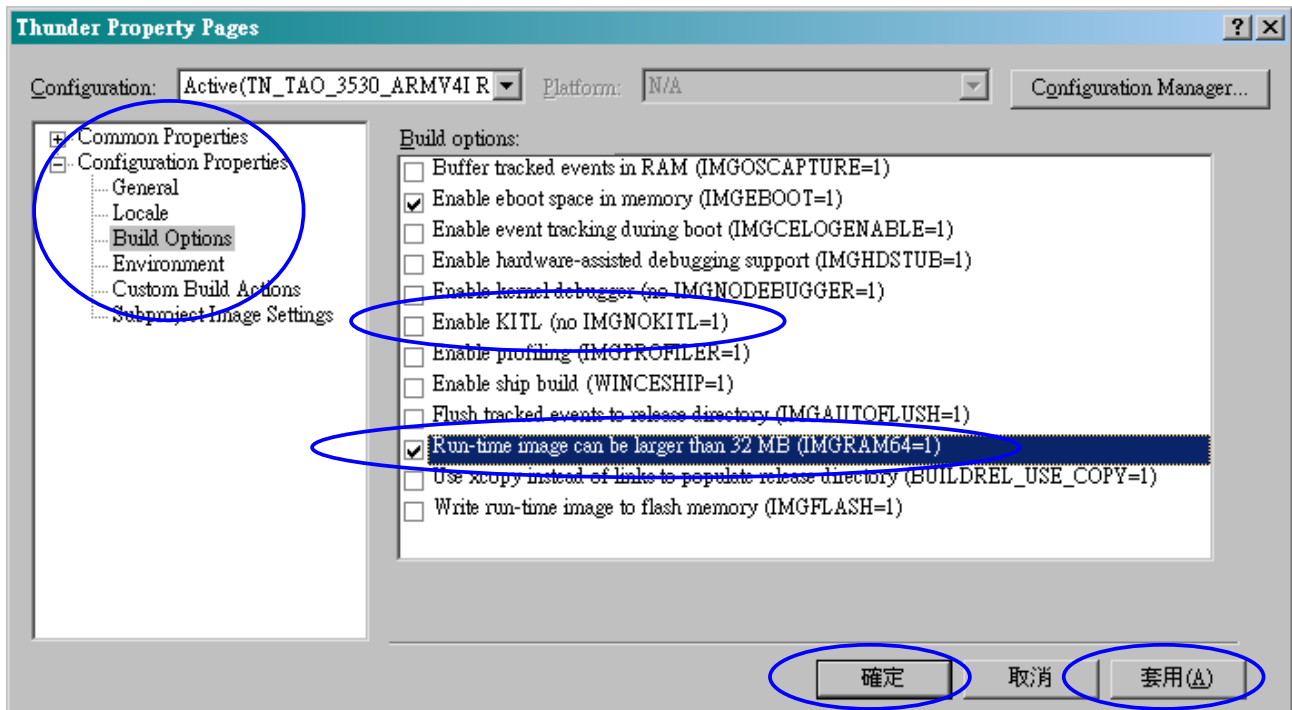 Thunder Property Pages
Configuration: Active(TN_TAO_3530_ARMV4I R Platform: N/A Configuration Manager...
Common Properties
Configuration Properties
General
Locale
Build Options
Environment
Custom Build Actions
Subproject Image Settings
Build options:
Buffer tracked events in RAM (IMGOSCAPTURE=1)
Enable eboot space in memory (IMGEBOOT=1)
Enable event tracking during boot (IMGCELOGENABLE=1)
Enable hardware-assisted debugging support (IMGHDSTUB=1)
Enable kernel debugger (no IMGNODEBUGGER=1)
Enable KITL (no IMGNOKITL=1)
Enable profiling (IMGPROFILER=1)
Enable ship build (WINCESHIP=1)
Flush tracked events to release directory (IMGAUTOFLUSH=1)
Run-time image can be larger than 32 MB (IMGRAM64=1)
Use xcopy instead of links to populate release directory (BUILDREL_USE_COPY=1)
Write run-time image to flash memory (IMGFLASH=1)
確定 取消 套用(A)